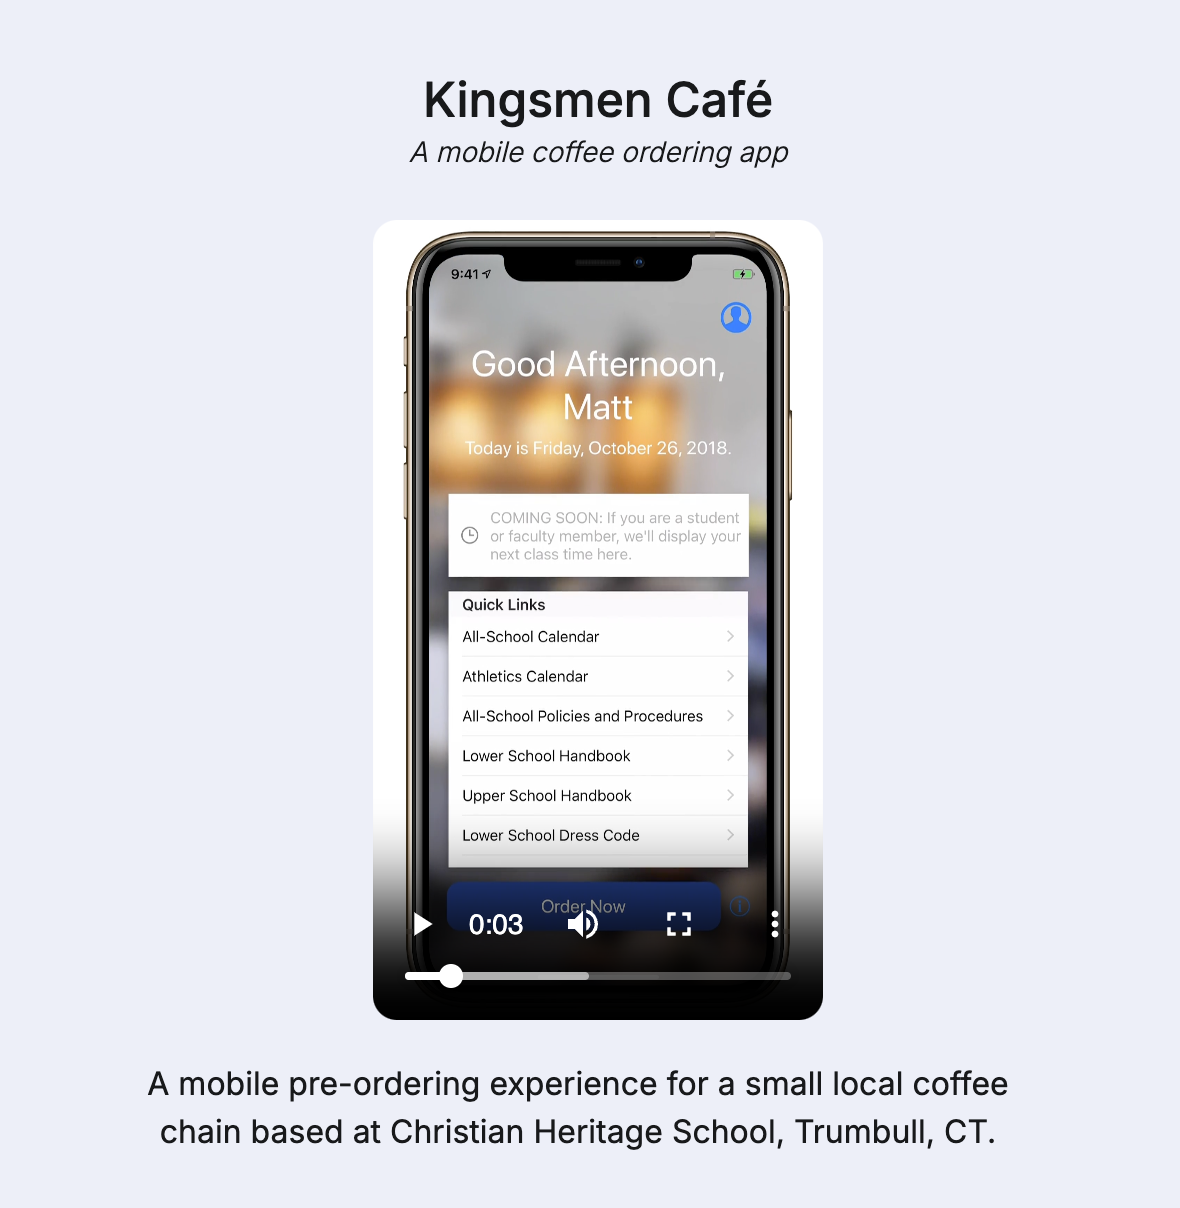 Kingsmen Café
A mobile coffee ordering app
9:41
Good Afternoon,
Matt
Today is Friday, October 26, 2018.
COMING SOON: If you are a student
or faculty member, we'll display your
next class time here.
Quick Links
All-School Calendar
Athletics Calendar
All-School Policies and Procedures
Lower School Handbook
Upper School Handbook
Lower School Dress Code
Order Now
0:03
A mobile pre-ordering experience for a small local coffee
chain based at Christian Heritage School, Trumbull, CT.